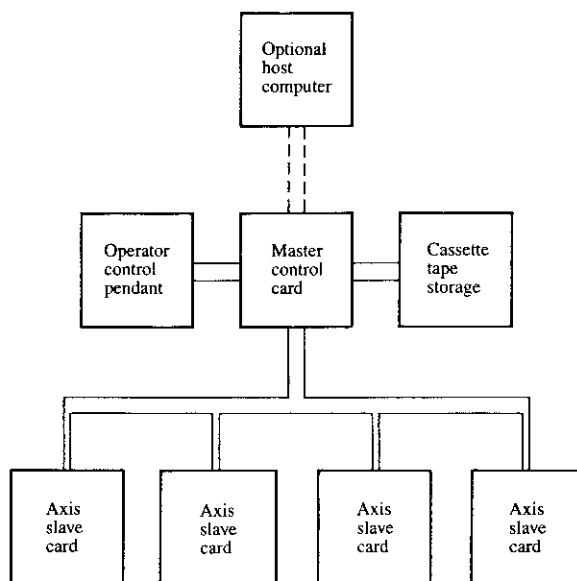 Optional
host
computer
Operator
control
pendant
Master
control
card
Cassette
tape
storage
Axis
slave
card
Axis
slave
card
Axis
slave
card
Axis
slave
card